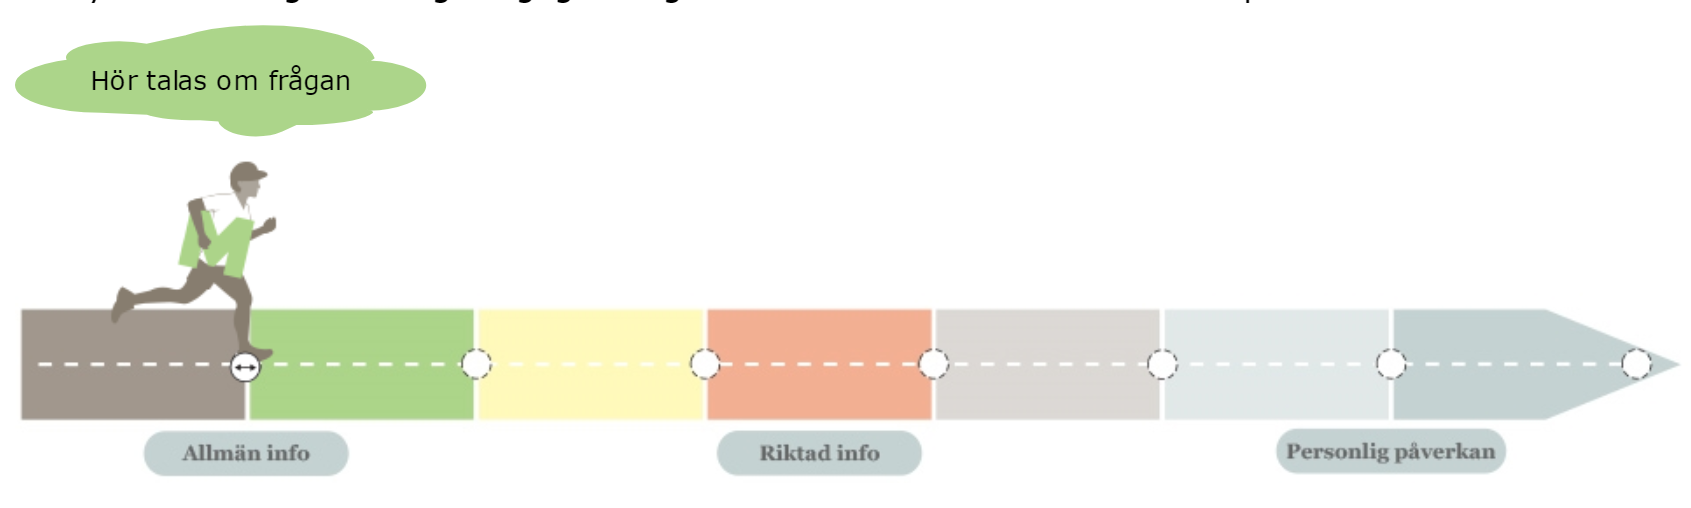 Hör talas om frågan
Allmän info
Riktad info
Personlig påverkan